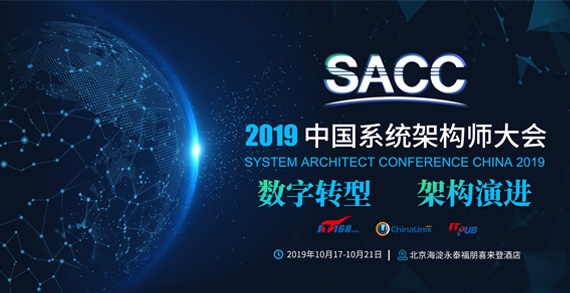 SACC
2019 中国系统架构师大会
SYSTEM ARCHITECT CONFERENCE CHINA 2019
数字转型 架构演进
IT168.com ChinaUnix ITPUB
2019年10月17-10月21日 | 北京海淀永泰福朋喜来登酒店